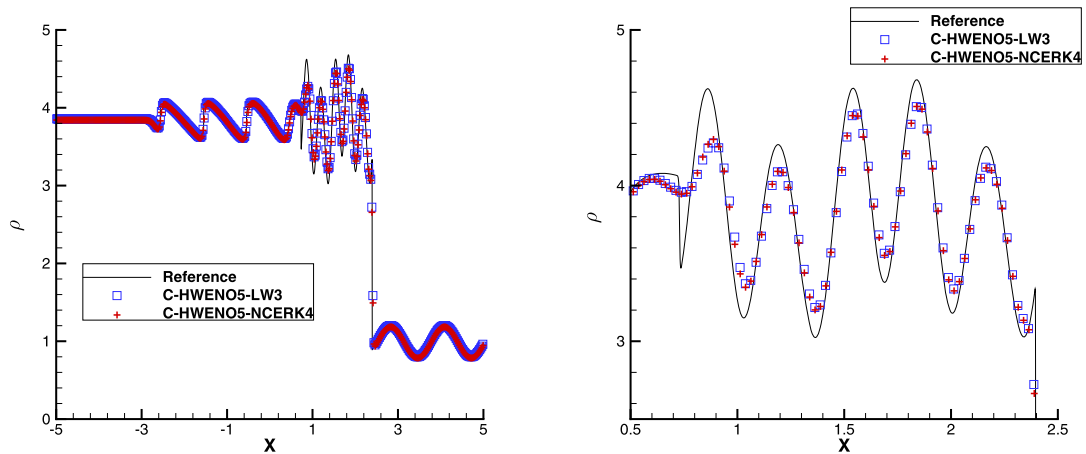 5
4
3
2
1
0
ρ
-5
-3
-1
1
3
5
X
Reference
C-HWENO5-LW3
C-HWENO5-NCERK4
5
4
3
ρ
0.5
1
1.5
2
2.5
X
Reference
C-HWENO5-LW3
C-HWENO5-NCERK4